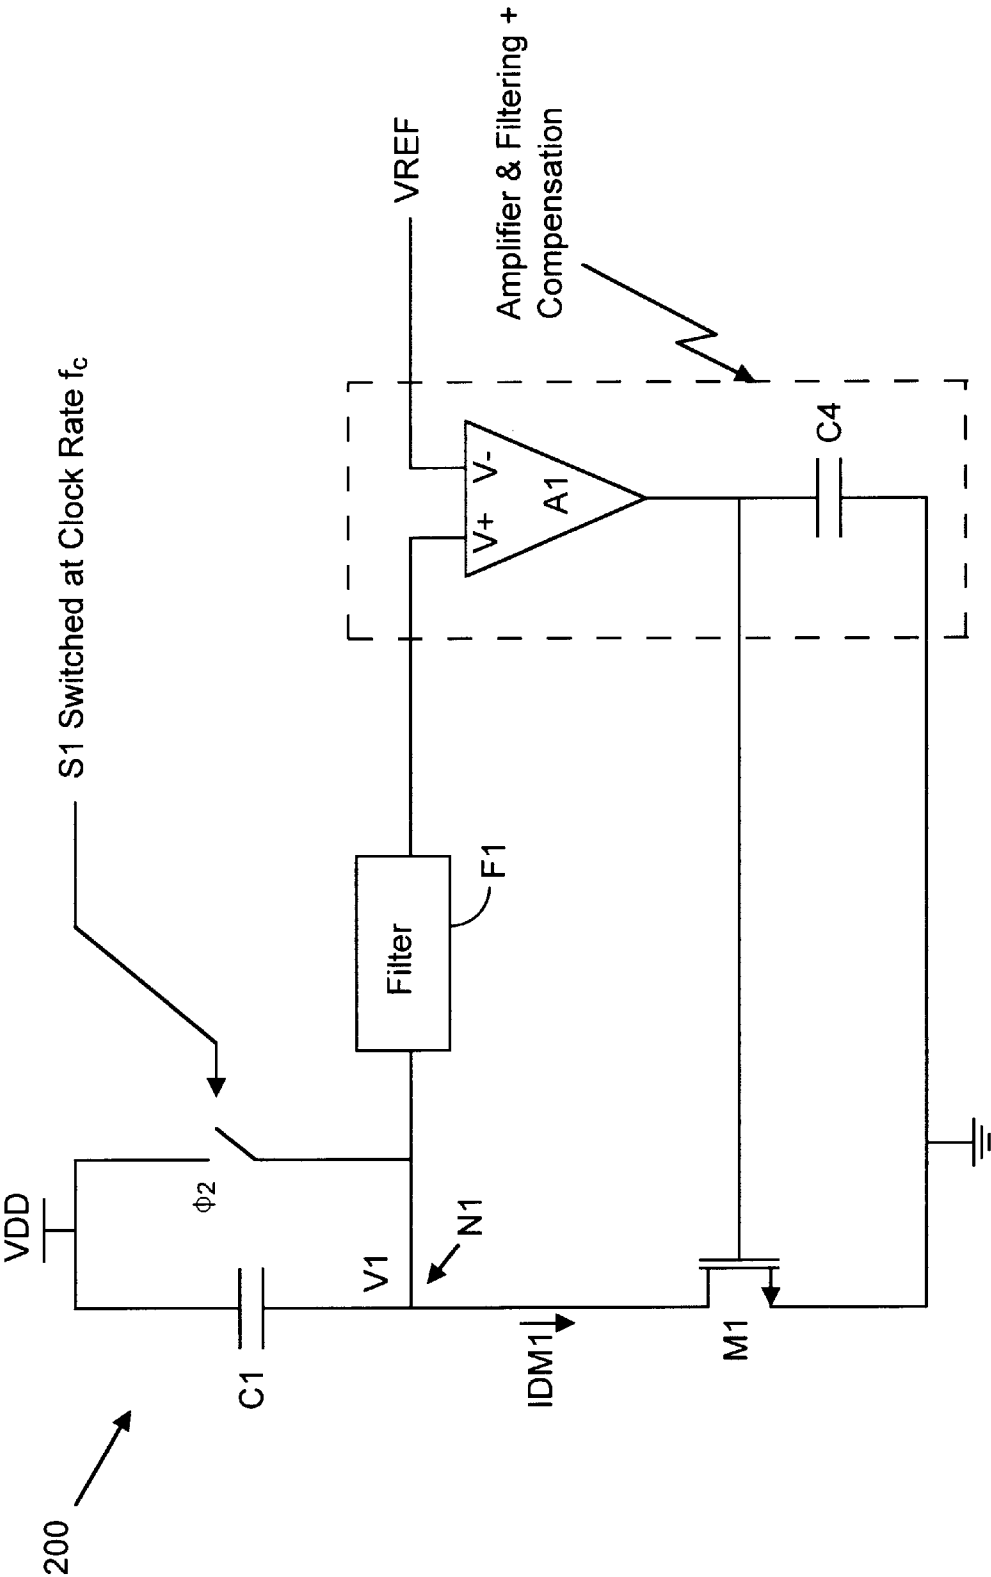 200
VDD
S1 Switched at Clock Rate fc
Φ2
C1
V1
N1
Filter
F1
VREF
V+
V-
A1
Amplifier & Filtering +
Compensation
C4
IDM1
M1